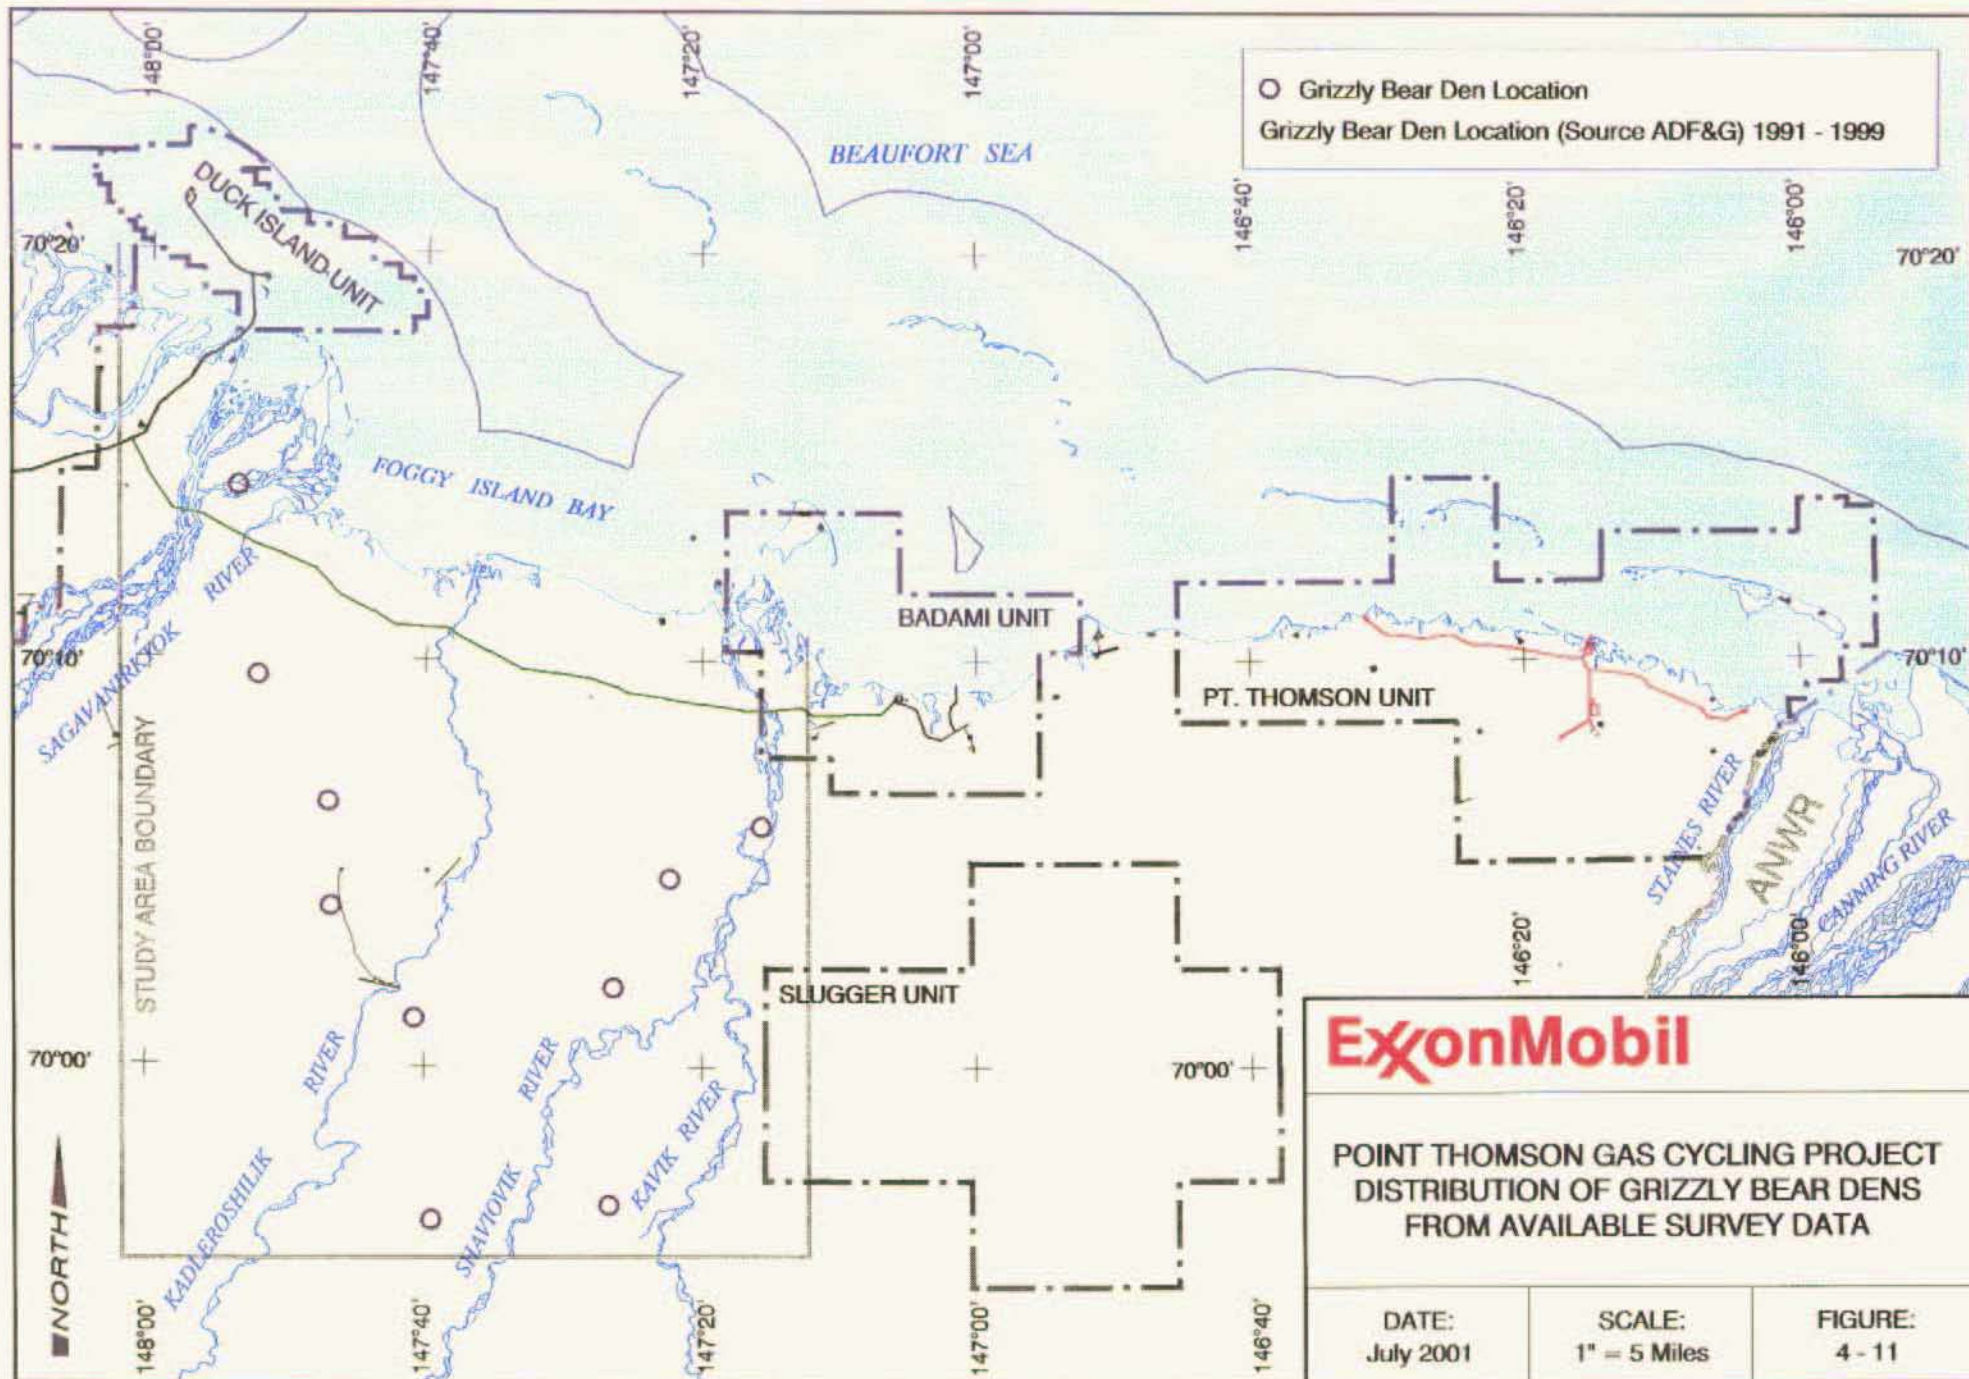 148°00'
147°40'
147°20'
147°00'
Grizzly Bear Den Location
Grizzly Bear Den Location (Source ADF&G) 1991 - 1999
BEAUFORT SEA
DUCK ISLAND UNIT
146°40'
146°20'
146°00'
70°20'
70°20'
FOGGY ISLAND BAY
SAGAVANIRKTOK
RIVER
BADAMI UNIT
70°10'
70°10'
PT. THOMSON UNIT
STUDY AREA BOUNDARY
STAINES RIVER
ANWR
CANNING RIVER
146°20'
146°00'
SLUGGER UNIT
70°00'
70°00'
KADLEROSHILIK
RIVER
SHAVIOVIK
RIVER
KAVIK RIVER
NORTH
148°00'
147°40'
147°20'
147°00'
146°40'
ExxonMobil
POINT THOMSON GAS CYCLING PROJECT
DISTRIBUTION OF GRIZZLY BEAR DENS
FROM AVAILABLE SURVEY DATA
DATE:
July 2001
SCALE:
1" = 5 Miles
FIGURE:
4 - 11